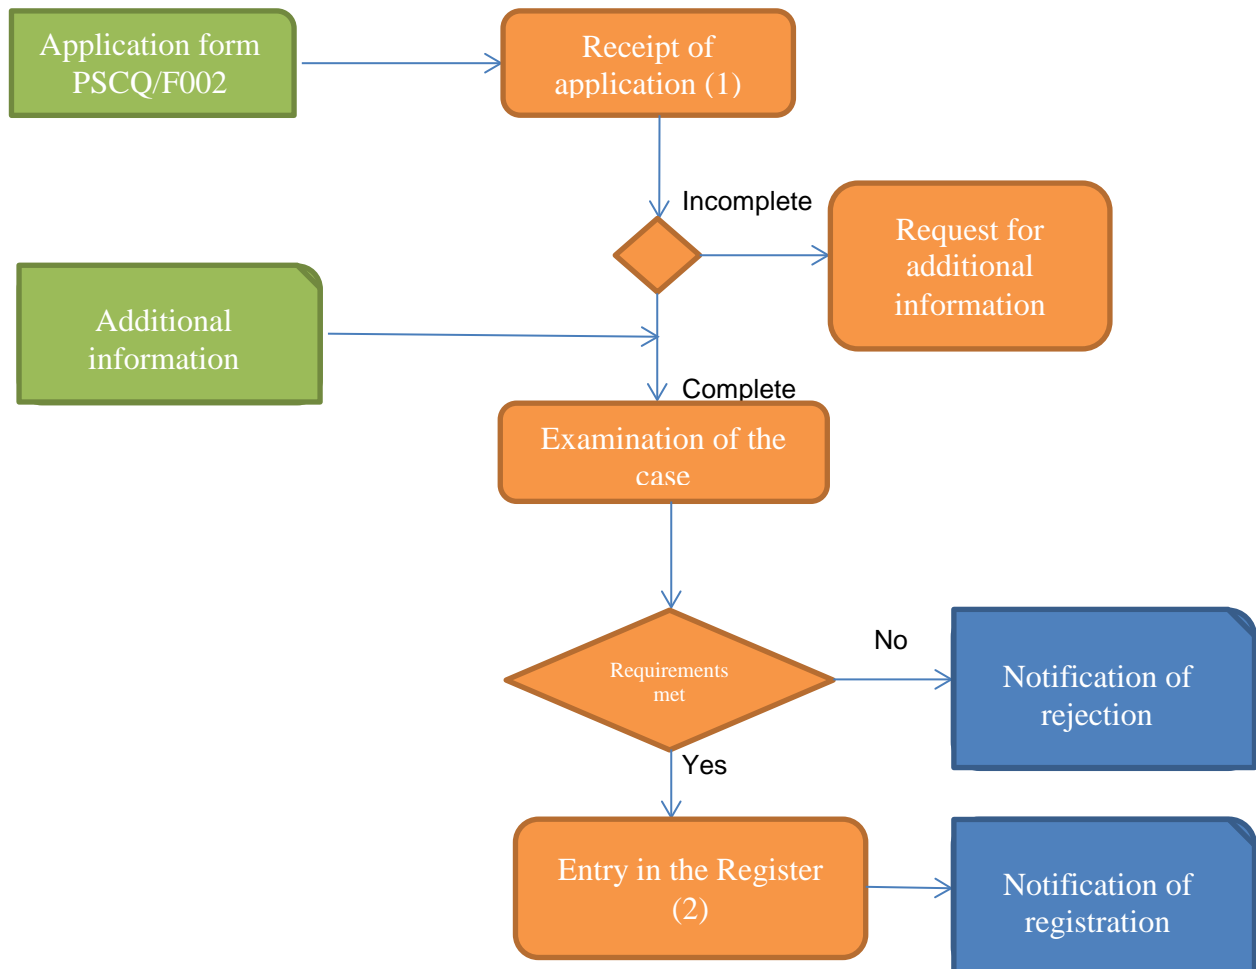 Application form
PSCQ/F002
Receipt of
application (1)
Incomplete
Request for
additional
information
Additional
information
Complete
Examination of the
case
Requirements
met
No
Notification of
rejection
Yes
Entry in the Register
(2)
Notification of
registration